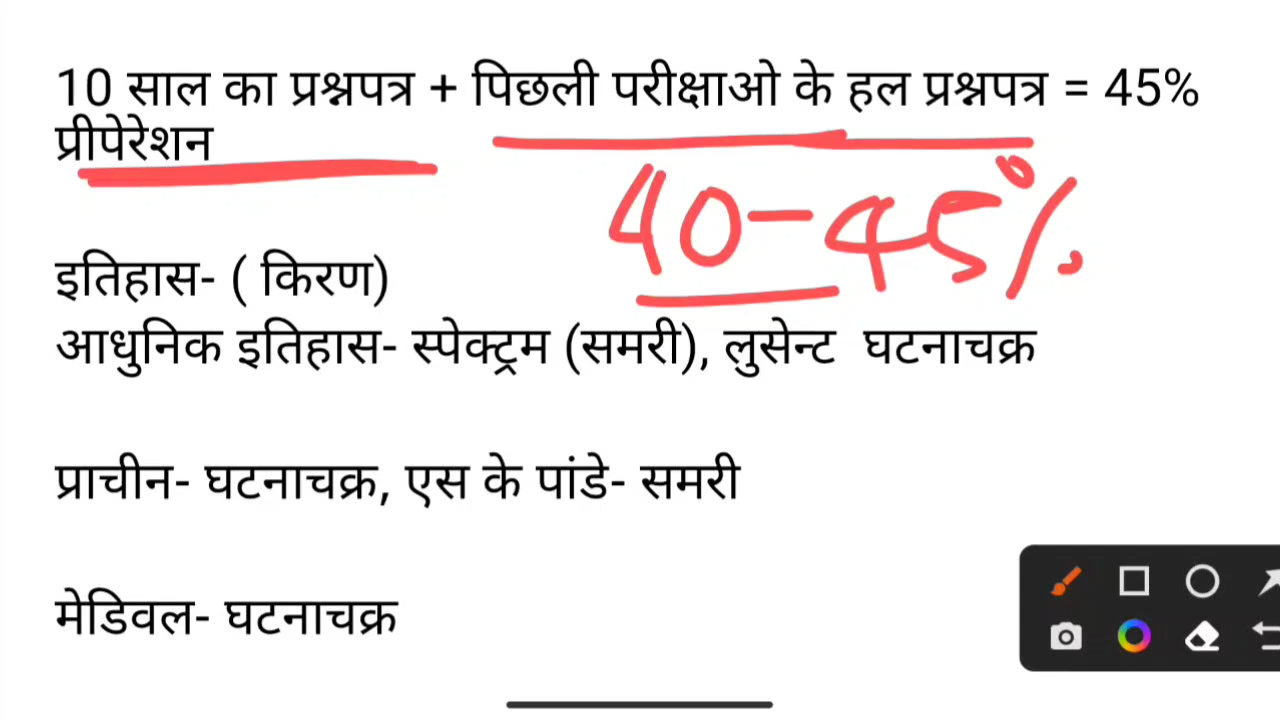 10 साल का प्रश्नपत्र + पिछली परीक्षाओ के हल प्रश्नपत्र = 45%
प्रीपेरेशन
40-45%.
इतिहास- ( किरण)
आधुनिक इतिहास- स्पेक्ट्रम (समरी), लुसेन्ट घटनाचक्र
प्राचीन- घटनाचक्र, एस के पांडे- समरी
मेडिवल- घटनाचक्र